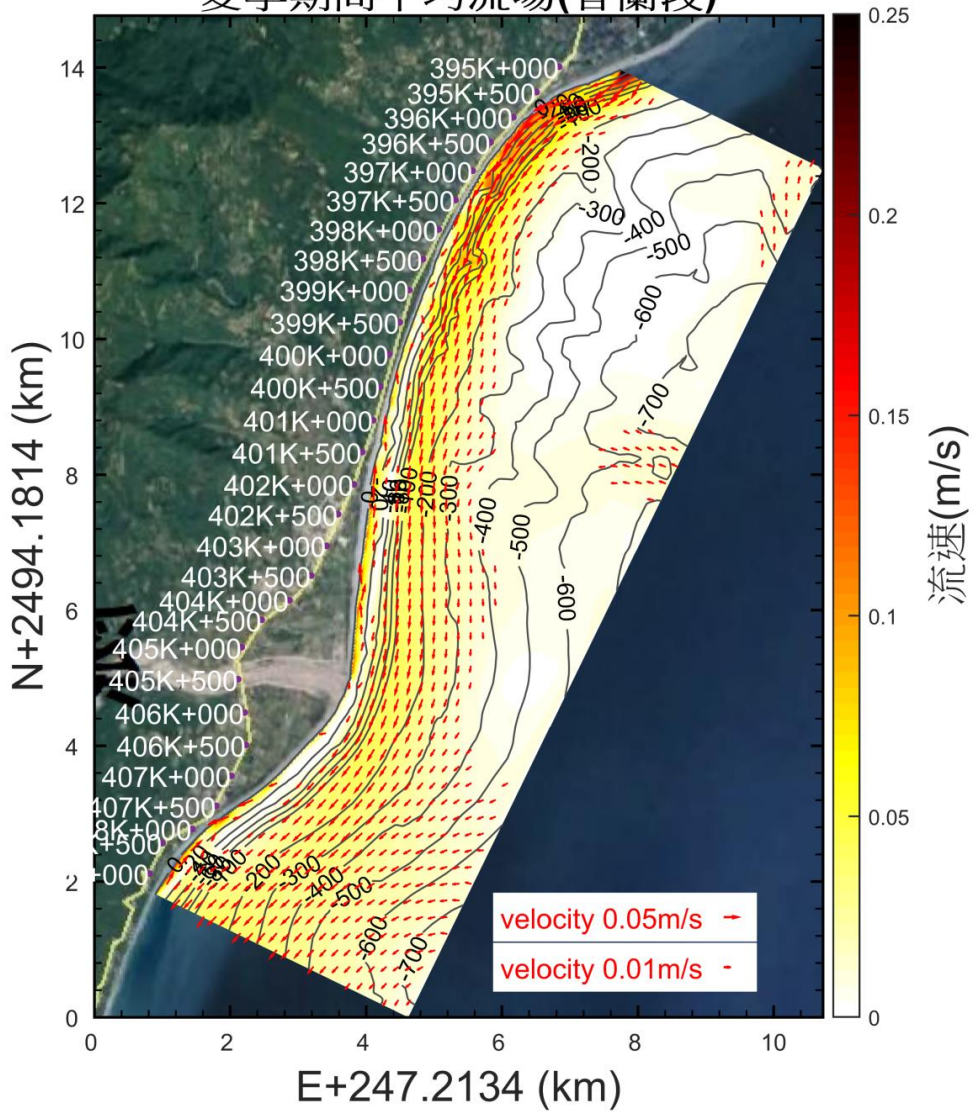 夏季期間平均流場(香蘭段)
395K+000
395K+500
396K+000
396K+500
397K+000
397K+500
398K+000
398K+500
399K+000
399K+500
400K+000
400K+500
401K+000
401K+500
402K+000
402K+500
403K+000
403K+500
404K+000
404K+500
405K+000
405K+500
406K+000
406K+500
407K+000
407K+500
8K+000
K+500
+000
-200
-300
-400
-500
-600
-700
-200
-300
-400
-500
-600
-200
-300
-400
-500
-600
-700
velocity 0.05m/s
velocity 0.01m/s
14
12
10
8
6
4
2
0
N+2494.1814 (km)
0
2
4
6
8
10
E+247.2134 (km)
0.25
0.2
0.15
0.1
0.05
0
流速(m/s)